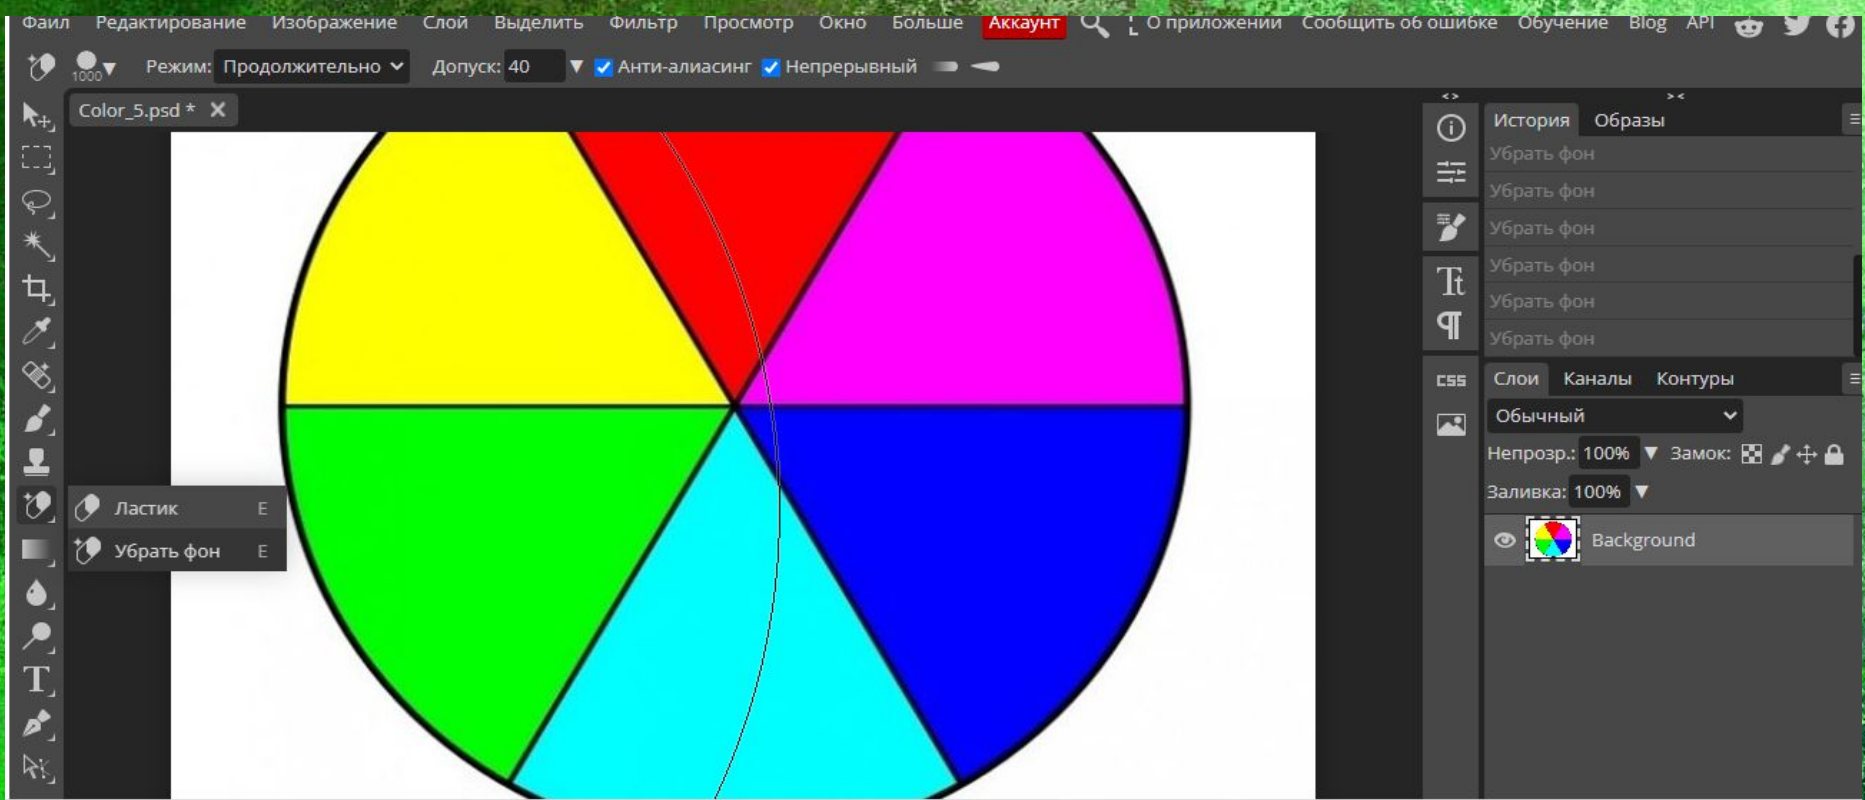 Файл Редактирование Изображение Слой Выделить Фильтр Просмотр Окно Больше Аккаунт О приложении Сообщить об ошибке Обучение Blog API
1000 Режим: Продолжительно Допуск: 40 Анти-алиасинг Непрерывный
Color_5.psd *
История Образы
Убрать фон
Убрать фон
Убрать фон
Убрать фон
Убрать фон
Убрать фон
CSS
Слои Каналы Контуры
Обычный
Непрозр.: 100% Замок:
Заливка: 100%
Background
Ластик E
Убрать фон E